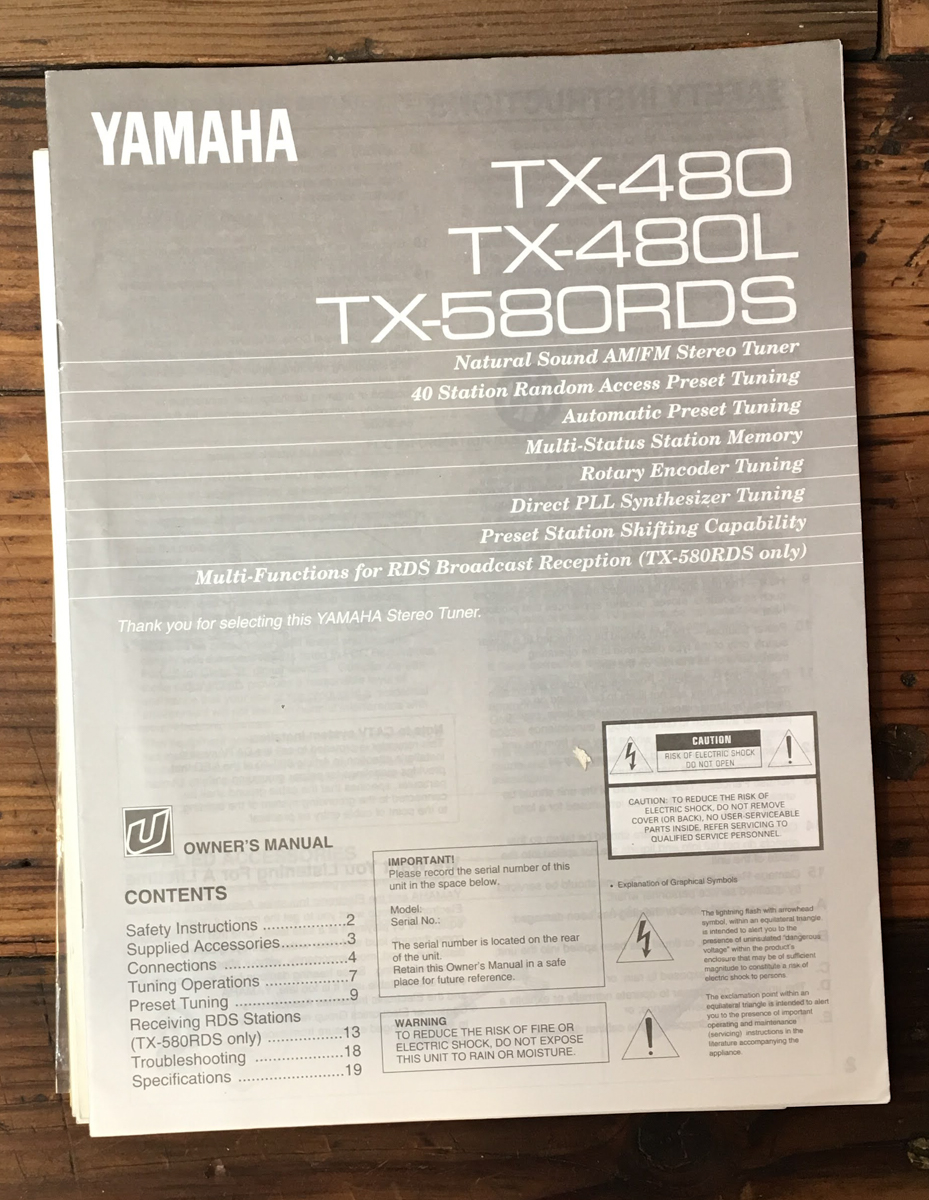 YAMAHA
TX-480
TX-480L
TX-580RDS
Natural Sound AM/FM Stereo Tuner
40 Station Random Access Preset Tuning
Automatic Preset Tuning
Multi-Status Station Memory
Rotary Encoder Tuning
Direct PLL Synthesizer Tuning
Preset Station Shifting Capability
Multi-Functions for RDS Broadcast Reception (TX-580RDS only)
Thank you for selecting this YAMAHA Stereo Tuner.
CAUTION
RISK OF ELECTRIC SHOCK
DO NOT OPEN
CAUTION: TO REDUCE THE RISK OF
ELECTRIC SHOCK, DO NOT REMOVE
COVER (OR BACK), NO USER-SERVICEABLE
PARTS INSIDE, REFER SERVICING TO
QUALIFIED SERVICE PERSONNEL.
U
OWNER'S MANUAL
CONTENTS
Safety Instructions ..................2
Supplied Accessories..............3
Connections ...........................4
Tuning Operations ...................7
Preset Tuning .........................9
Receiving RDS Stations
(TX-580RDS only) ................13
Troubleshooting ...................18
Specifications .......................19
IMPORTANT!
Please record the serial number of this
unit in the space below.
Model:
Serial No.:
The serial number is located on the rear
of the unit.
Retain this Owner's Manual in a safe
place for future reference.
WARNING
TO REDUCE THE RISK OF FIRE OR
ELECTRIC SHOCK, DO NOT EXPOSE
THIS UNIT TO RAIN OR MOISTURE.
• Explanation of Graphical Symbols
The lightning flash with arrowhead
symbol, within an equilateral triangle,
is intended to alert you to the
presence of uninsulated "dangerous
voltage" within the product's
enclosure that may be of sufficient
magnitude to constitute a risk of
electric shock to persons.
The exclamation point within an
equilateral triangle is intended to alert
you to the presence of important
operating and maintenance
(servicing) instructions in the
literature accompanying the
appliance.